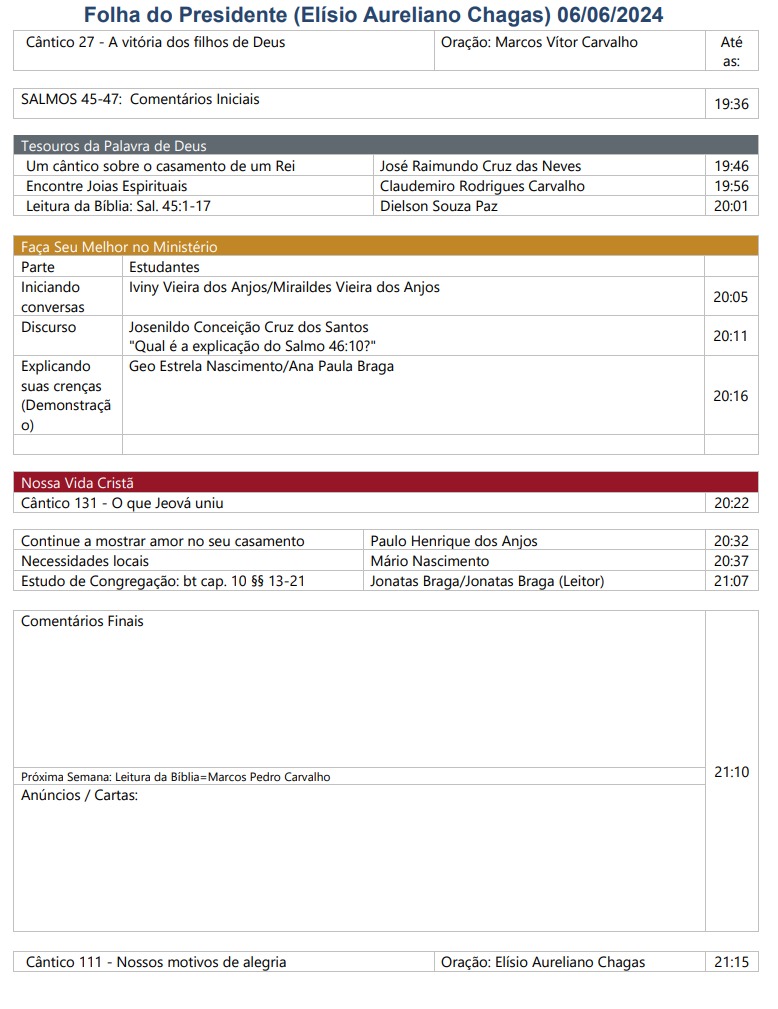 Folha do Presidente (Elísio Aureliano Chagas) 06/06/2024
Cântico 27 - A vitória dos filhos de Deus Oração: Marcos Vítor Carvalho Até
as:
SALMOS 45-47: Comentários Iniciais 19:36
Tesouros da Palavra de Deus
Um cântico sobre o casamento de um Rei José Raimundo Cruz das Neves 19:46
Encontre Joias Espirituais Claudemiro Rodrigues Carvalho 19:56
Leitura da Bíblia: Sal. 45:1-17 Dielson Souza Paz 20:01
Faça Seu Melhor no Ministério
Parte Estudantes
Iniciando
conversas
Iviny Vieira dos Anjos/Miraildes Vieira dos Anjos
20:05
Discurso
Josenildo Conceição Cruz dos Santos
"Qual é a explicação do Salmo 46:10?"
20:11
Explicando
suas crenças
(Demonstraçã
o)
Geo Estrela Nascimento/Ana Paula Braga
20:16
Nossa Vida Cristã
Cântico 131 - O que Jeová uniu 20:22
Continue a mostrar amor no seu casamento Paulo Henrique dos Anjos 20:32
Necessidades locais Mário Nascimento 20:37
Estudo de Congregação: bt cap. 10 §§ 13-21 Jonatas Braga/Jonatas Braga (Leitor) 21:07
Comentários Finais
Próxima Semana: Leitura da Bíblia=Marcos Pedro Carvalho
21:10
Anúncios / Cartas:
Cântico 111 - Nossos motivos de alegria Oração: Elísio Aureliano Chagas 21:15